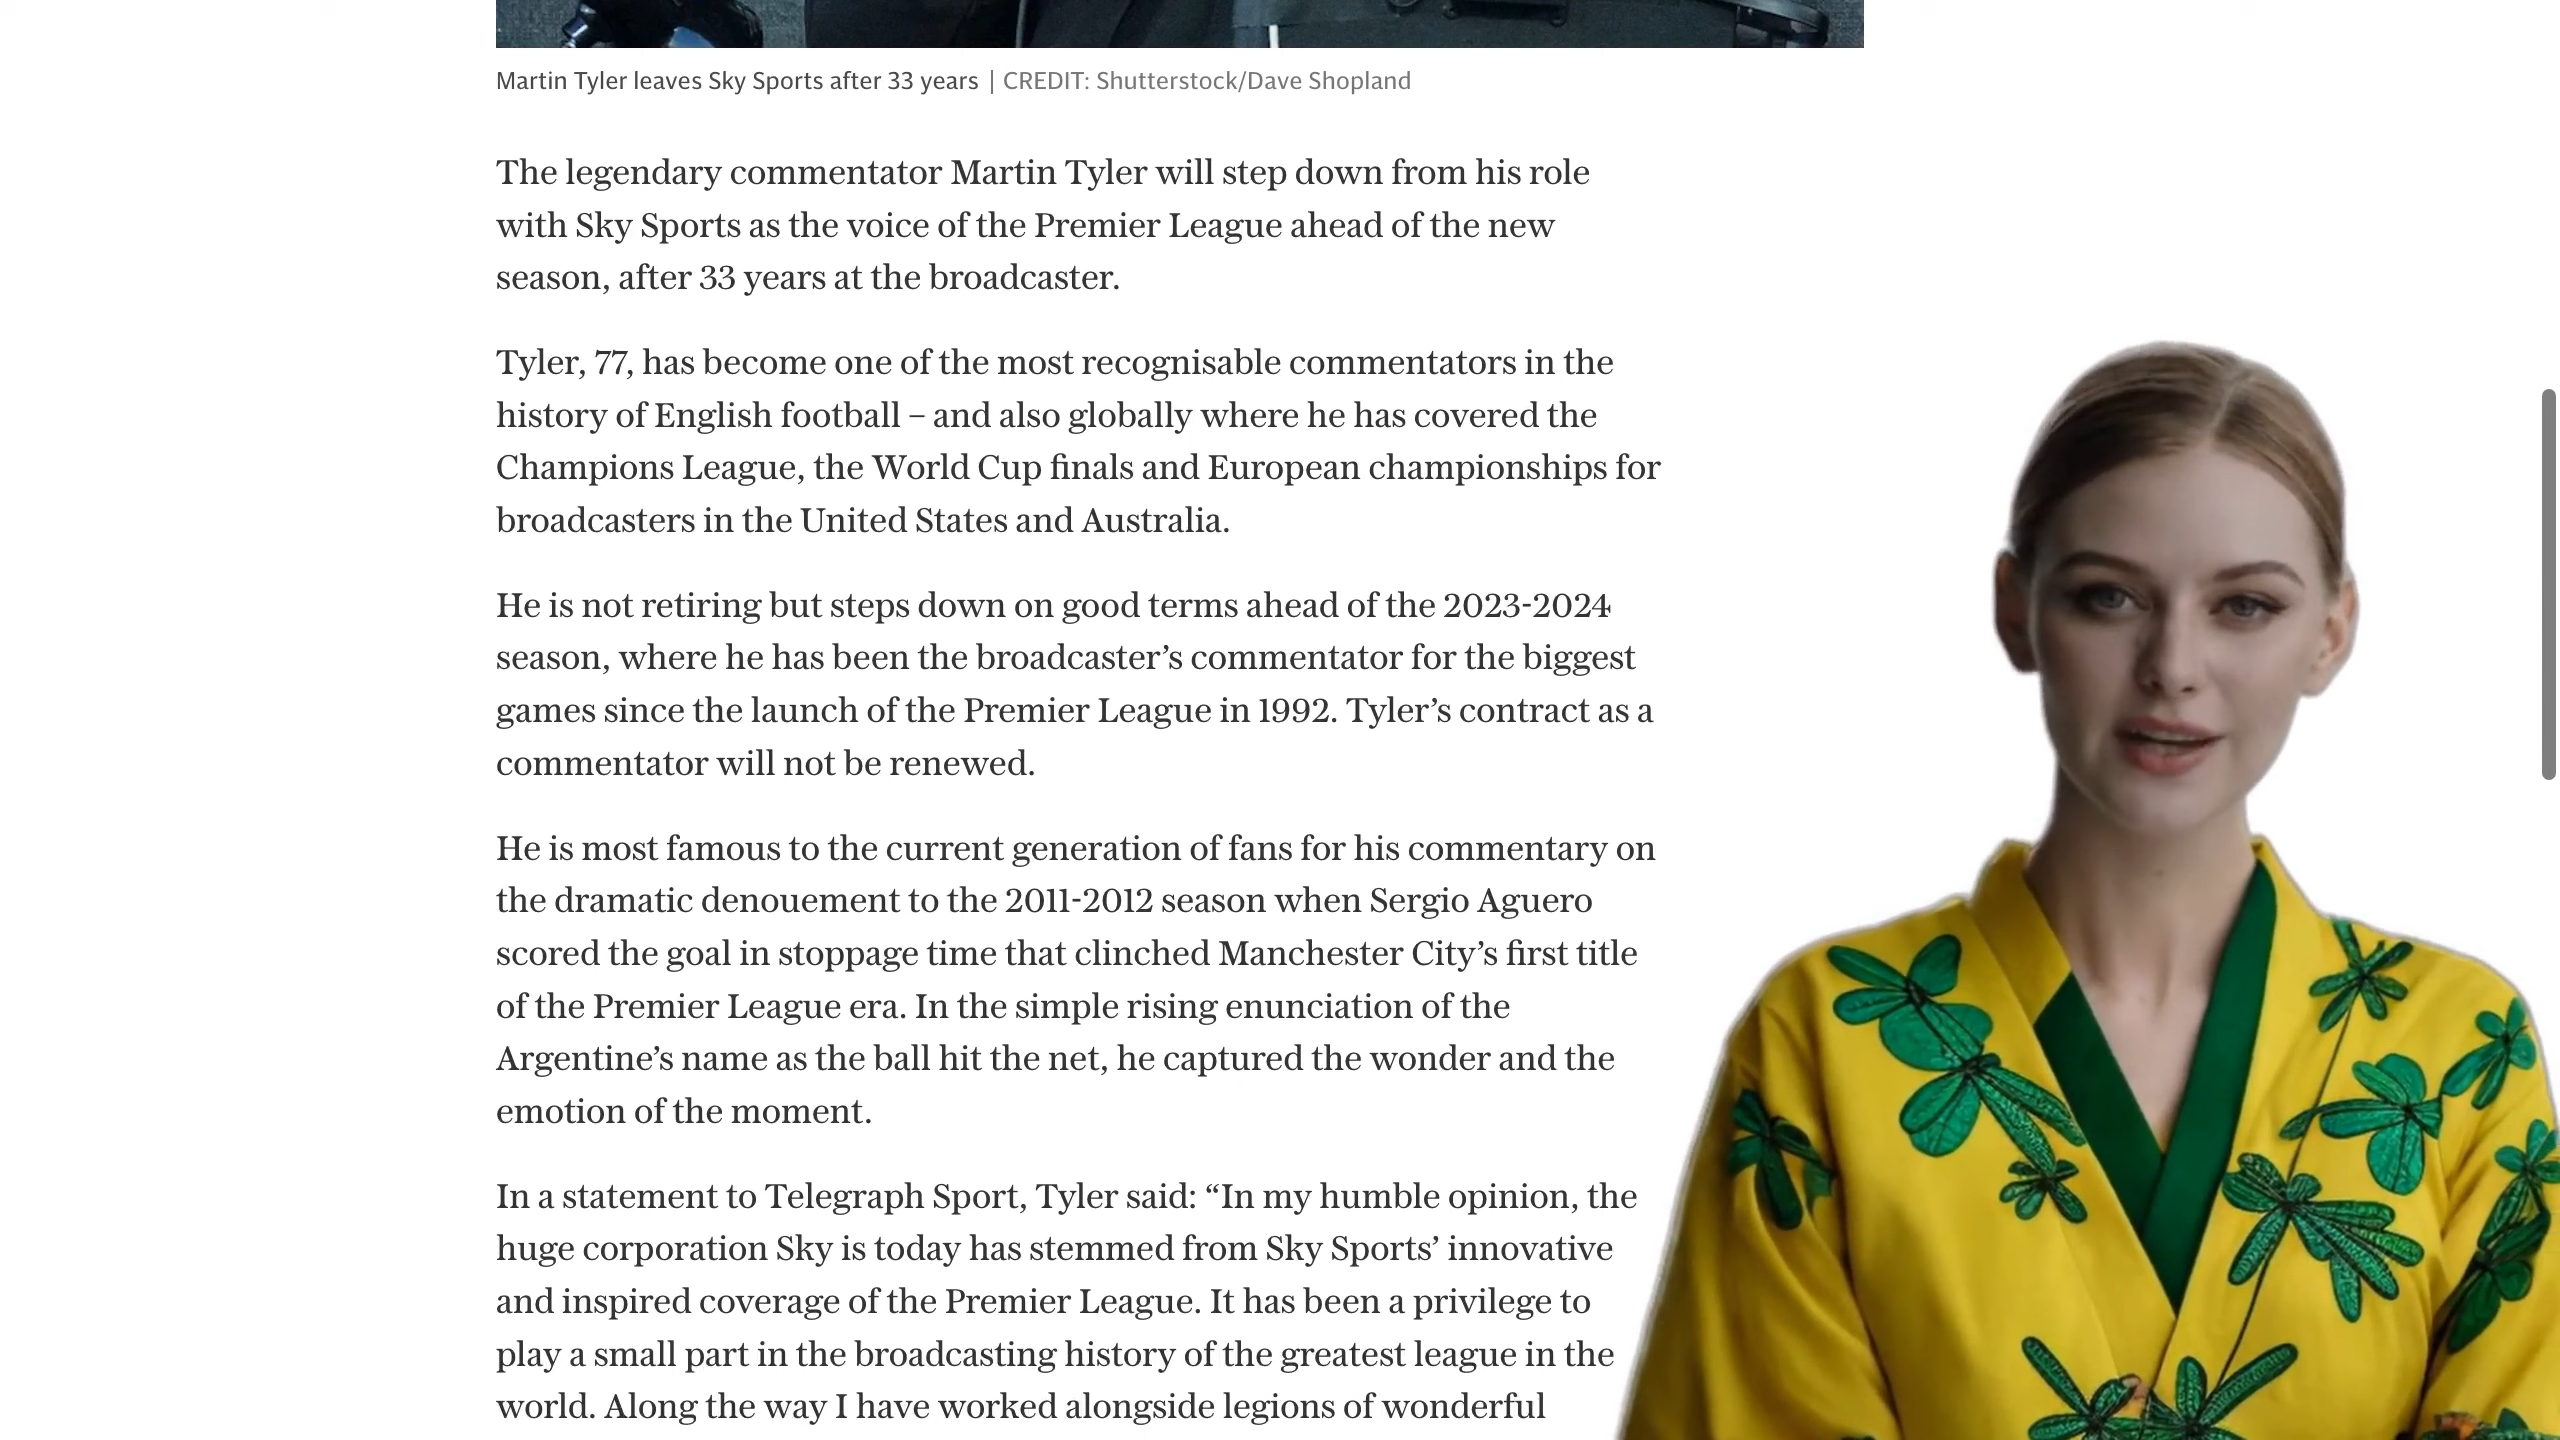 Martin Tyler leaves Sky Sports after 33 years | CREDIT: Shutterstock/Dave Shopland
The legendary commentator Martin Tyler will step down from his role
with Sky Sports as the voice of the Premier League ahead of the new
season, after 33 years at the broadcaster.
Tyler, 77, has become one of the most recognisable commentators in the
history of English football – and also globally where he has covered the
Champions League, the World Cup finals and European championships for
broadcasters in the United States and Australia.
He is not retiring but steps down on good terms ahead of the 2023-2024
season, where he has been the broadcaster’s commentator for the biggest
games since the launch of the Premier League in 1992. Tyler’s contract as a
commentator will not be renewed.
He is most famous to the current generation of fans for his commentary on
the dramatic denouement to the 2011-2012 season when Sergio Aguero
scored the goal in stoppage time that clinched Manchester City’s first title
of the Premier League era. In the simple rising enunciation of the
Argentine’s name as the ball hit the net, he captured the wonder and the
emotion of the moment.
In a statement to Telegraph Sport, Tyler said: “In my humble opinion, the
huge corporation Sky is today has stemmed from Sky Sports’ innovative
and inspired coverage of the Premier League. It has been a privilege to
play a small part in the broadcasting history of the greatest league in the
world. Along the way I have worked alongside legions of wonderful